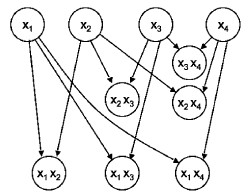 x₁ x₂ x₃ x₄
x₃ x₄
x₂ x₃ x₂ x₄
x₁ x₂ x₁ x₃ x₁ x₄